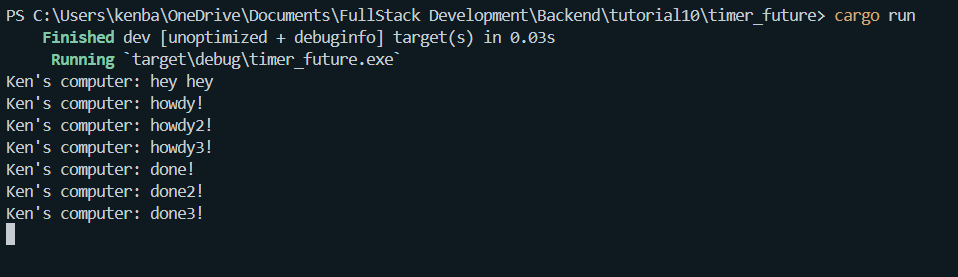 PS C:\Users\kenba\OneDrive\Documents\FullStack Development\Backend\tutorial10\timer_future> cargo run
    Finished dev [unoptimized + debuginfo] target(s) in 0.03s
     Running `target\debug\timer_future.exe`
Ken's computer: hey hey
Ken's computer: howdy!
Ken's computer: howdy2!
Ken's computer: howdy3!
Ken's computer: done!
Ken's computer: done2!
Ken's computer: done3!